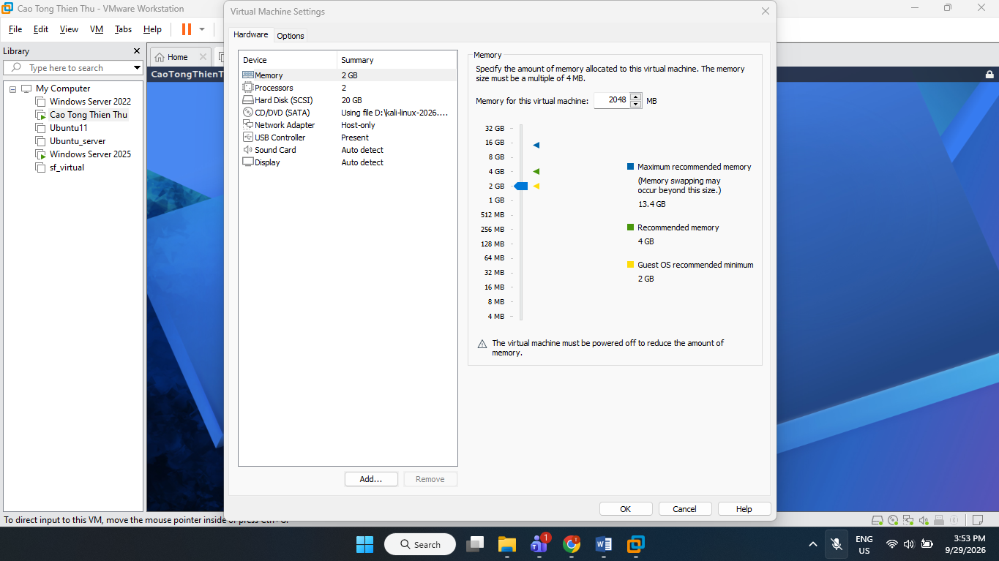 Cao Tong Thien Thu - VMware Workstation
File Edit View VM Tabs Help
Library
Type here to search
My Computer
Windows Server 2022
Cao Tong Thien Thu
Ubuntu11
Ubuntu_server
Windows Server 2025
sf_virtual
Home
CaoTongThienT
Virtual Machine Settings
Hardware Options
Device Summary
Memory 2 GB
Processors 2
Hard Disk (SCSI) 20 GB
CD/DVD (SATA) Using file D:\kali-linux-2026....
Network Adapter Host-only
USB Controller Present
Sound Card Auto detect
Display Auto detect
Add... Remove
Memory
Specify the amount of memory allocated to this virtual machine. The memory
size must be a multiple of 4 MB.
Memory for this virtual machine: 2048 MB
32 GB
16 GB
8 GB
4 GB
2 GB
1 GB
512 MB
256 MB
128 MB
64 MB
32 MB
16 MB
8 MB
4 MB
Maximum recommended memory
(Memory swapping may
occur beyond this size.)
13.4 GB
Recommended memory
4 GB
Guest OS recommended minimum
2 GB
The virtual machine must be powered off to reduce the amount of
memory.
OK Cancel Help
To direct input to this VM, move the mouse pointer inside or press Ctrl+G.
Search
1
ENG
US
3:53 PM
9/29/2026